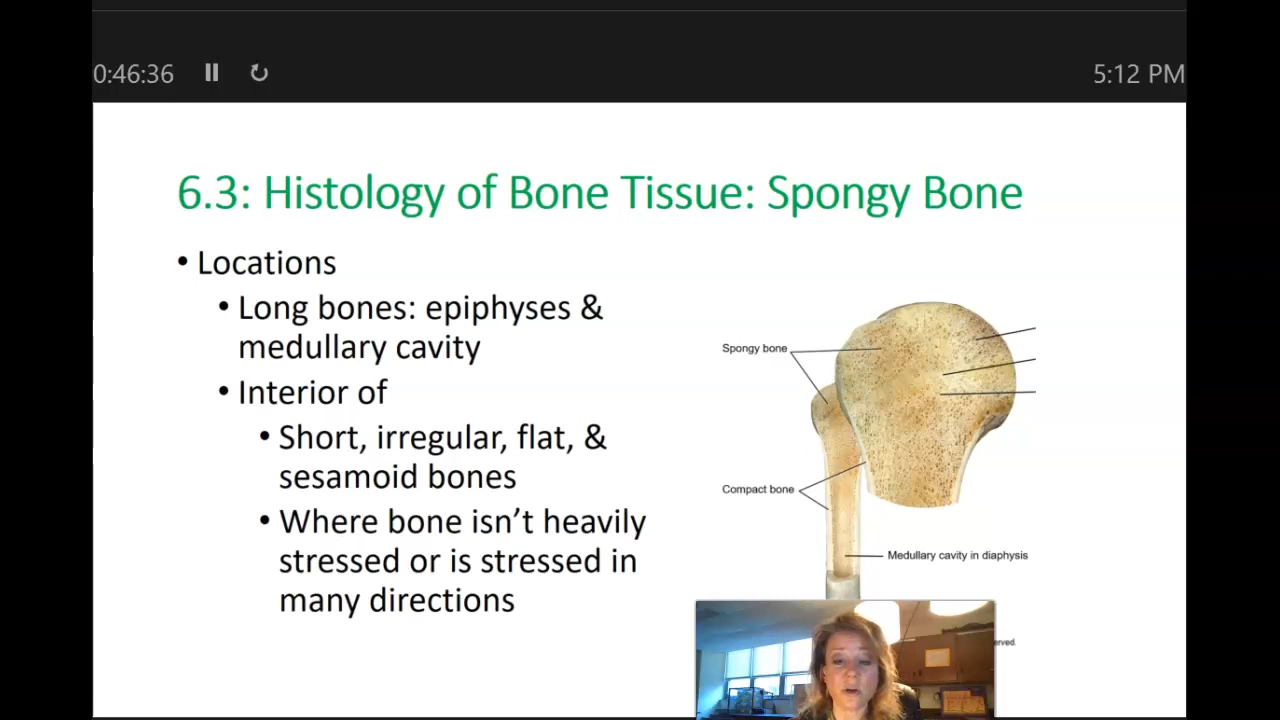 0:46:36
5:12 PM
6.3: Histology of Bone Tissue: Spongy Bone
• Locations
• Long bones: epiphyses &
medullary cavity
• Interior of
• Short, irregular, flat, &
sesamoid bones
• Where bone isn’t heavily
stressed or is stressed in
many directions
Spongy bone
Compact bone
Medullary cavity in diaphysis
erved.